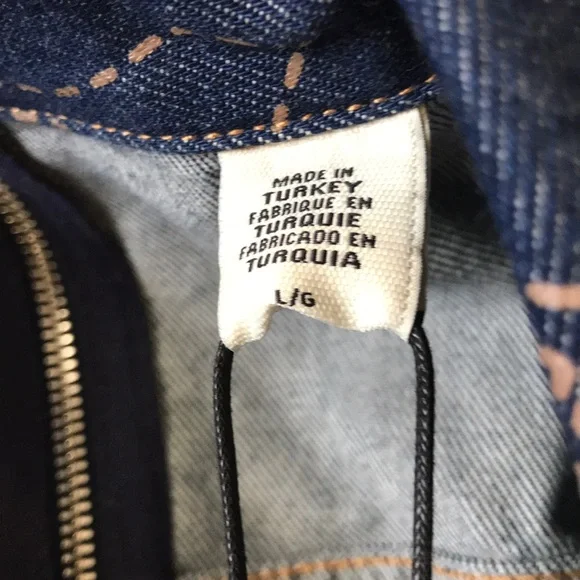 MADE IN
TURKEY
FABRIQUE EN
TURQUIE
FABRICADO EN
TURQUIA
L/G